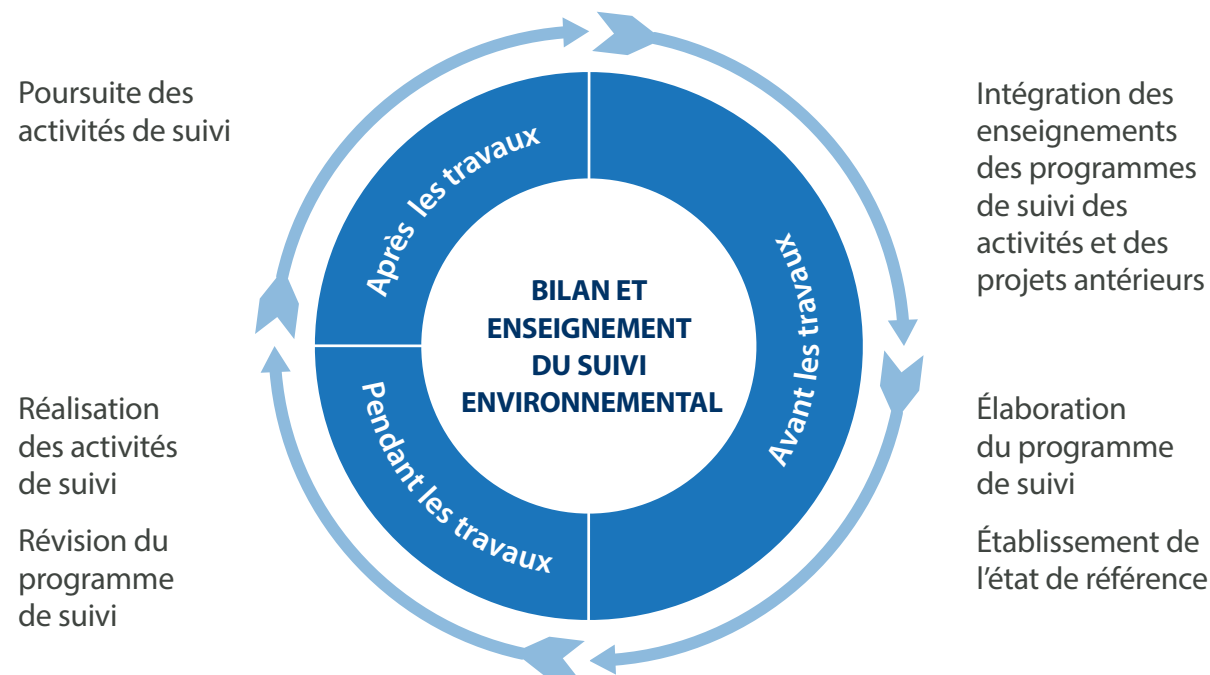 Poursuite des
activités de suivi
Intégration des
enseignements
des programmes
de suivi des
activités et des
projets antérieurs
Après les travaux
Avant les travaux
Pendant les travaux
BILAN ET
ENSEIGNEMENT
DU SUIVI
ENVIRONNEMENTAL
Réalisation
des activités
de suivi
Révision du
programme
de suivi
Élaboration
du programme
de suivi
Établissement de
l’état de référence